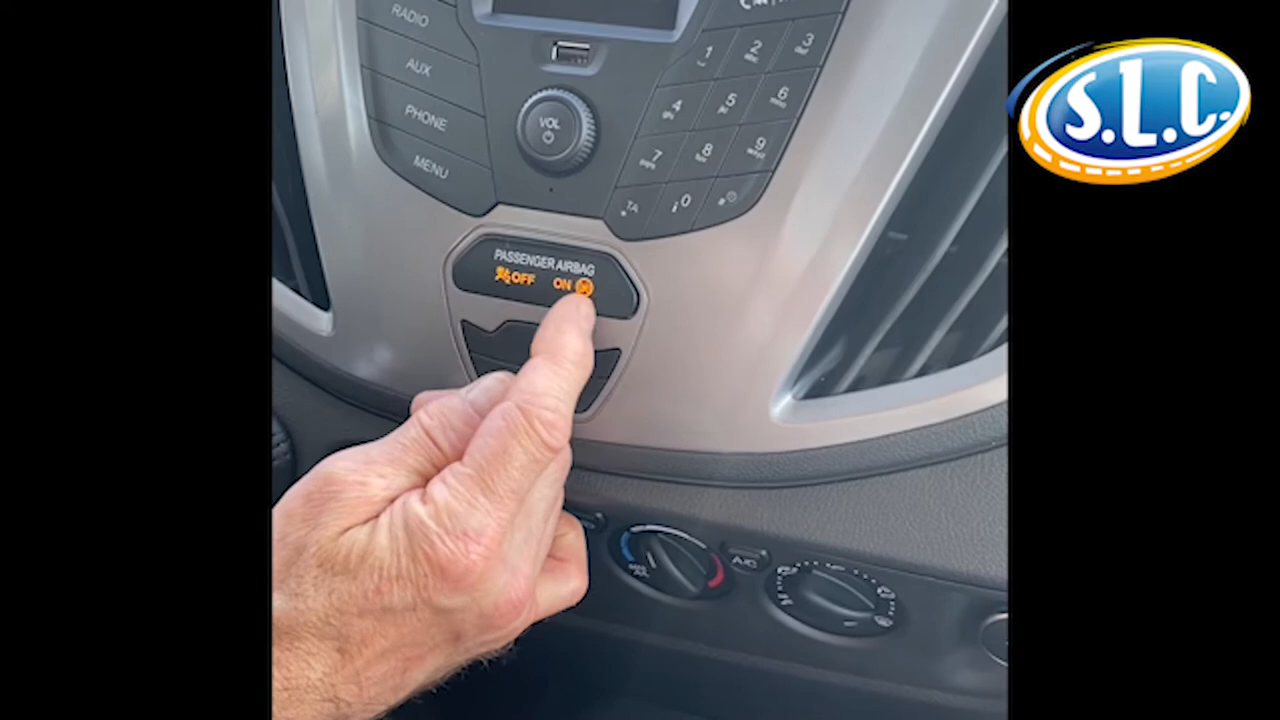 RADIO
AUX
PHONE
MENU
VOL
1
2
3
4
5
6
7
8
9
TA
i0
PASSENGER AIRBAG
OFF ON
A/C
S.L.C.